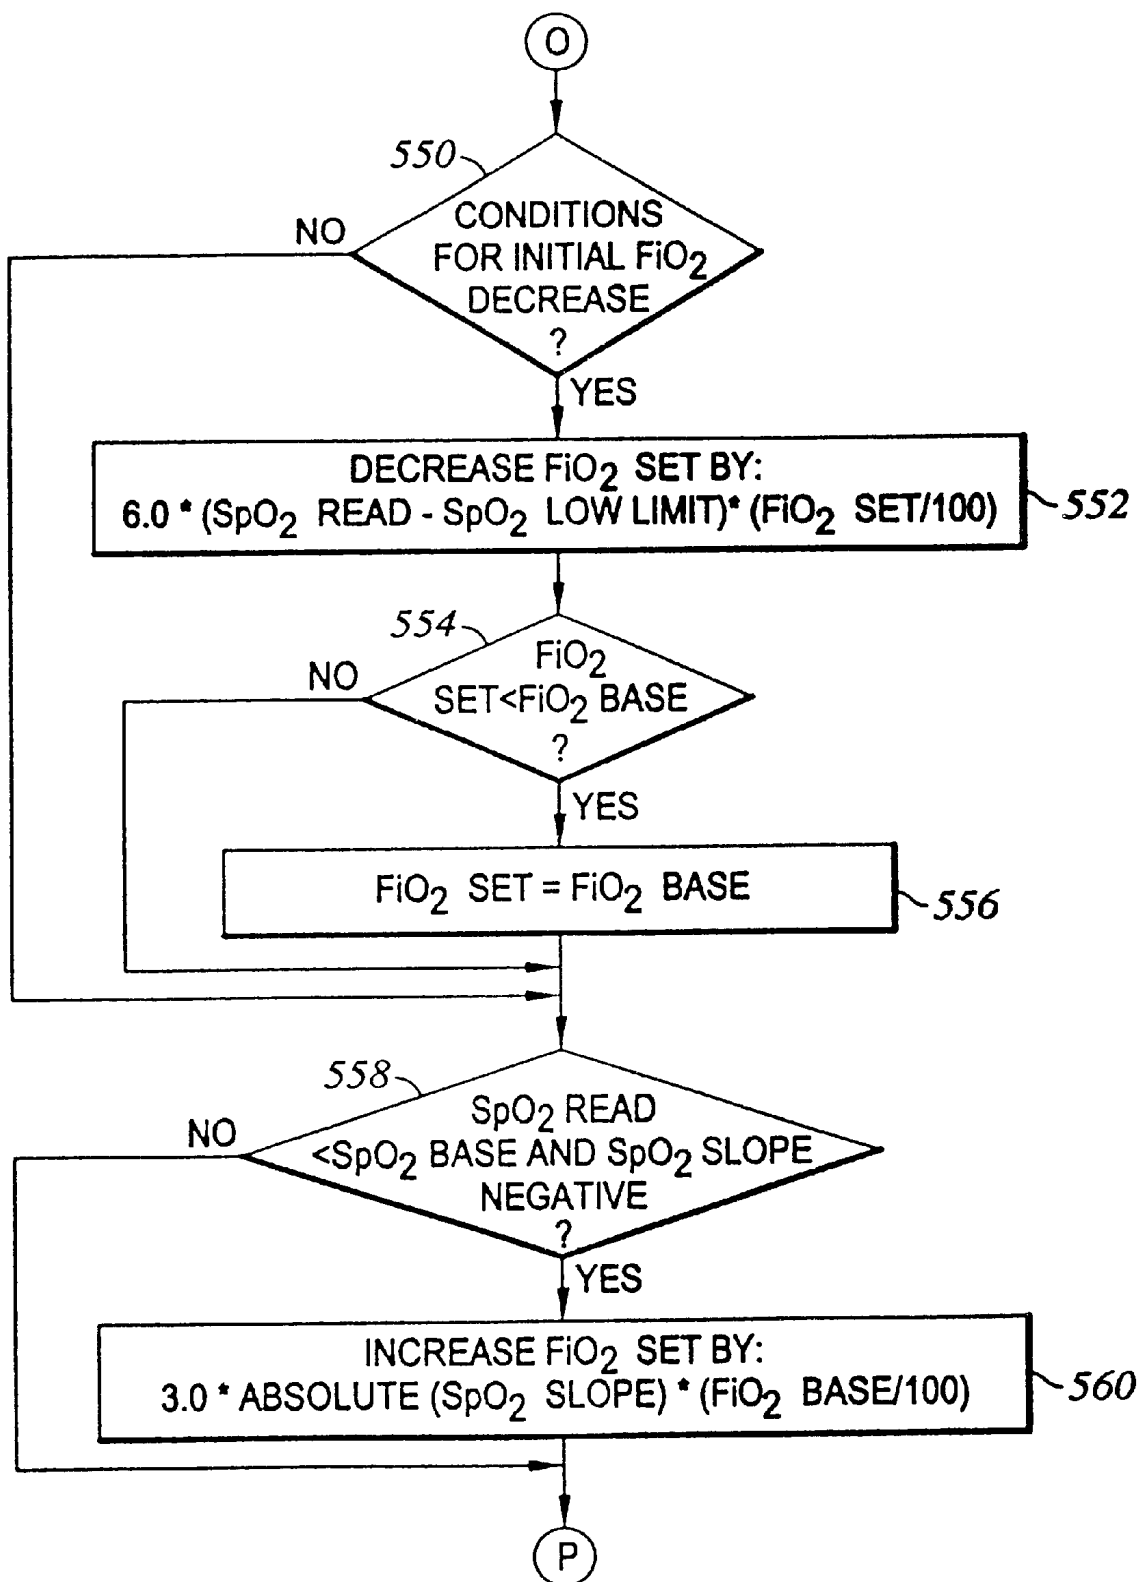 O
550
CONDITIONS
FOR INITIAL FiO2
DECREASE
?
NO
YES
DECREASE FiO2 SET BY:
6.0 * (SpO2 READ - SpO2 LOW LIMIT)* (FiO2 SET/100)
552
554
FiO2
SET<FiO2 BASE
?
NO
YES
FiO2 SET = FiO2 BASE
556
558
SpO2 READ
<SpO2 BASE AND SpO2 SLOPE
NEGATIVE
?
NO
YES
INCREASE FiO2 SET BY:
3.0 * ABSOLUTE (SpO2 SLOPE) * (FiO2 BASE/100)
560
P